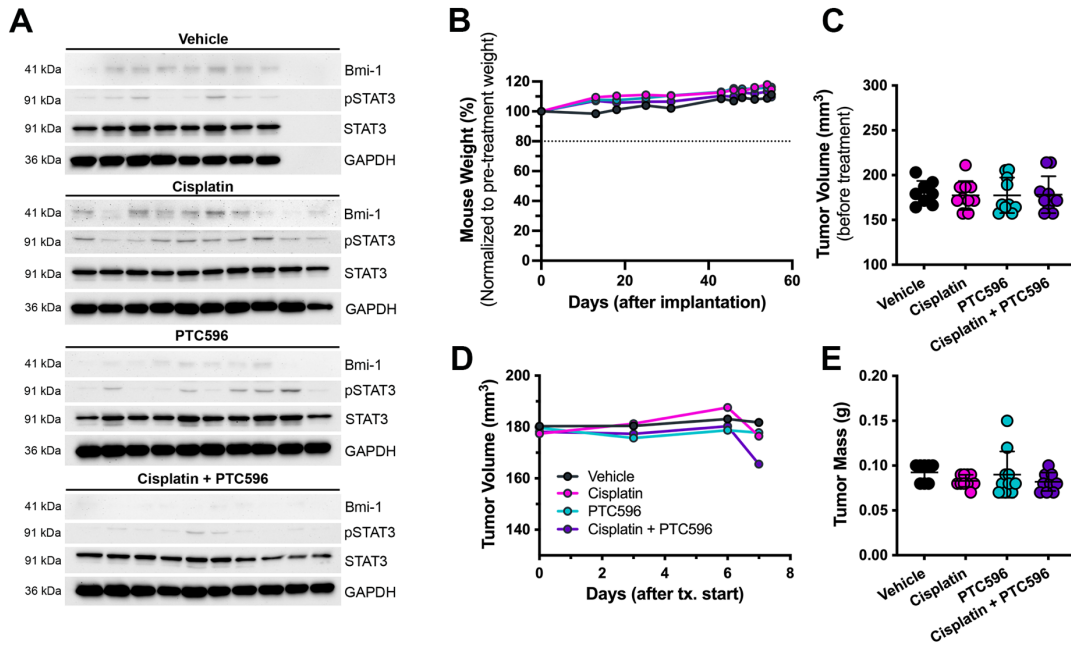 A
Vehicle
41 kDa Bmi-1
91 kDa pSTAT3
91 kDa STAT3
36 kDa GAPDH
Cisplatin
41 kDa Bmi-1
91 kDa pSTAT3
91 kDa STAT3
36 kDa GAPDH
PTC596
41 kDa Bmi-1
91 kDa pSTAT3
91 kDa STAT3
36 kDa GAPDH
Cisplatin + PTC596
41 kDa Bmi-1
91 kDa pSTAT3
91 kDa STAT3
36 kDa GAPDH
B
Mouse Weight (%)
(Normalized to pre-treatment weight)
120
100
80
60
40
20
0
0 10 20 30 40 50 60
Days (after implantation)
C
Tumor Volume (mm³)
(before treatment)
300
250
200
150
100
Vehicle
Cisplatin
PTC596
Cisplatin + PTC596
D
Tumor Volume (mm³)
200
180
160
140
Vehicle
Cisplatin
PTC596
Cisplatin + PTC596
0 2 4 6 8
Days (after tx. start)
E
Tumor Mass (g)
0.20
0.15
0.10
0.05
0.00
Vehicle
Cisplatin
PTC596
Cisplatin + PTC596